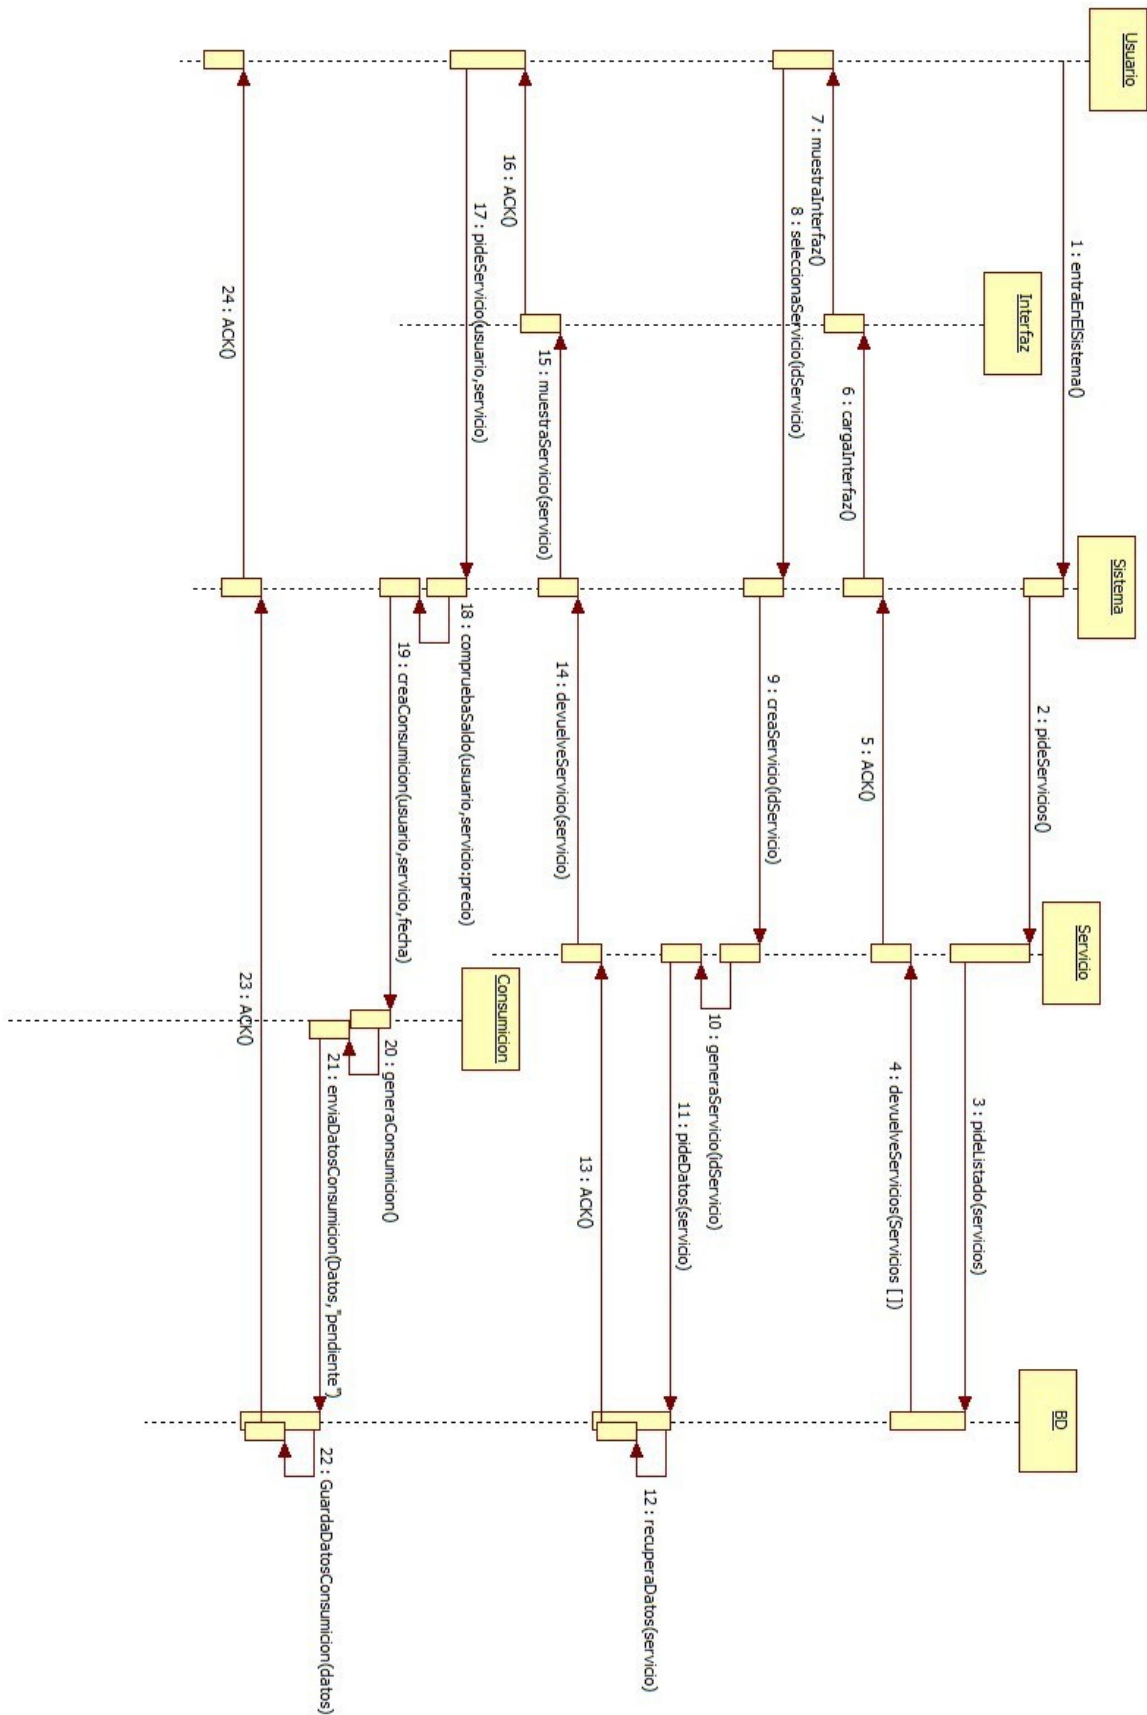 Usuario
Interfaz
Sistema
Servicio
Consumicion
BD
1 : entraEnElSistema()
2 : pideServicios()
3 : pideListado(servicios)
4 : devuelveServicios(Servicios [])
5 : ACK()
6 : cargaInterfaz()
7 : muestraInterfaz()
8 : seleccionaServicio(idServicio)
9 : creaServicio(idServicio)
10 : generaServicio(idServicio)
11 : pideDatos(servicio)
12 : recuperaDatos(servicio)
13 : ACK()
14 : devuelveServicio(servicio)
15 : muestraServicio(servicio)
16 : ACK()
17 : pideServicio(usuario,servicio)
18 : compruebaSaldo(usuario,servicio:precio)
19 : creaConsumicion(usuario,servicio,fecha)
20 : generaConsumicion()
21 : enviaDatosConsumicion(Datos,"pendiente")
22 : GuardaDatosConsumicion(datos)
23 : ACK()
24 : ACK()